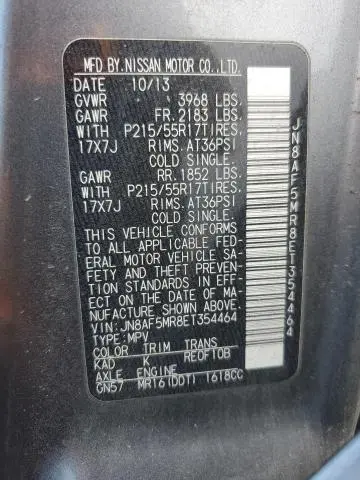 MFD BY NISSAN MOTOR CO., LTD.
DATE 10/13
GVWR 3968 LBS.
GAWR FR. 2183 LBS.
WITH P215/55R17TIRES,
17X7J RIMS, AT36PSI
COLD SINGLE.
GAWR RR. 1852 LBS.
WITH P215/55R17TIRES,
17X7J RIMS, AT36PSI
COLD SINGLE.
THIS VEHICLE CONFORMS
TO ALL APPLICABLE FED-
ERAL MOTOR VEHICLE SA-
FETY AND THEFT PREVEN-
TION STANDARDS IN EFF-
ECT ON THE DATE OF MA-
NUFACTURE SHOWN ABOVE.
VIN: JN8AF5MR8ET354464
TYPE: MPV
COLOR TRIM TRANS
KAD K RE0F10B
AXLE ENGINE
GN57 MR16(DDT) 1618CC
JN8AF5MR8ET354464